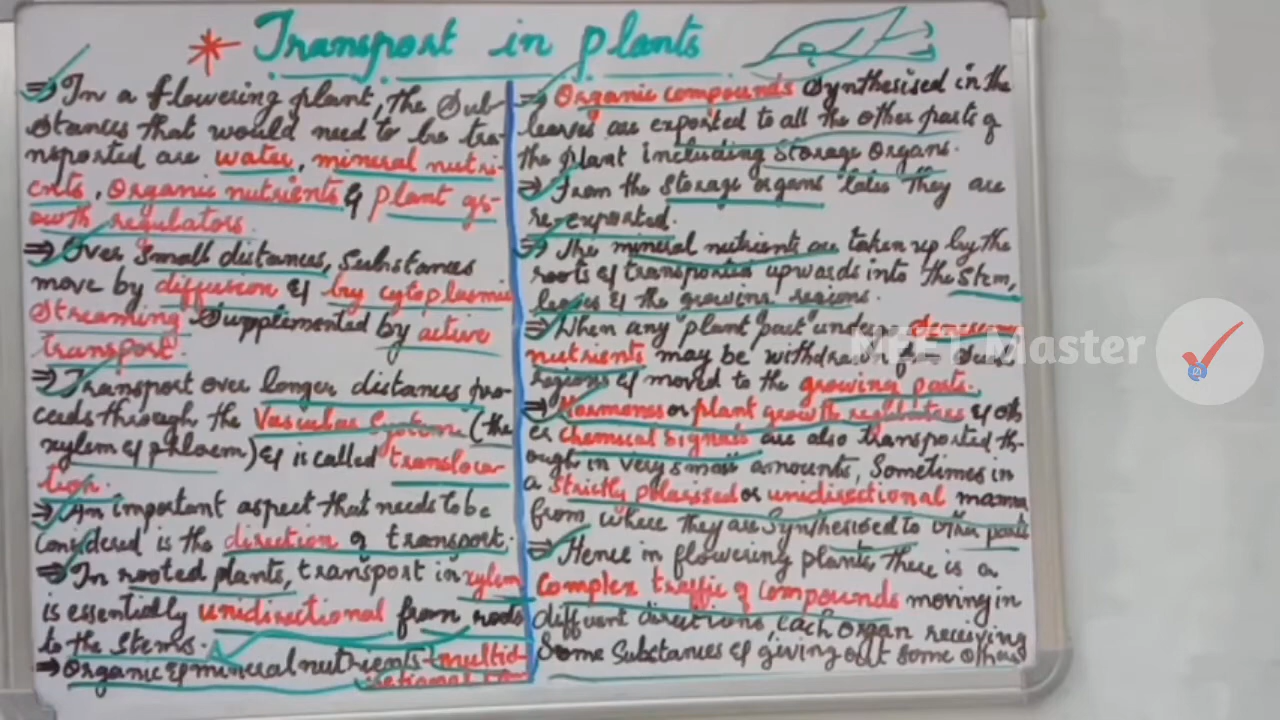 Transport in plants
⇒ In a flowering plant, the sub-
stances that would need to be tra-
nsported are water, mineral nutri-
ents, Organic nutrients & plant gr-
owth regulators.
⇒ Over small distances, substances
move by diffusion & by cytoplasmic
streaming supplemented by active
transport.
⇒ Transport over longer distances pro-
ceeds through the Vascular System (the
xylem & phloem) & is called transloca-
tion.
⇒ An important aspect that needs to be
considered is the direction of transport.
⇒ In rooted plants, transport in xylem
is essentially unidirectional from roots
to the stems.
⇒ Organic & mineral nutrients - multid-
irectional
⇒ Organic compounds synthesised in the
leaves are exported to all the other parts of
the plant including storage organs.
⇒ From the storage organs later they are
re-exported.
⇒ The mineral nutrients are taken up by the
roots & transported upwards into the stem,
leaves & the growing regions.
⇒ When any plant part under
nutrients may be withdrawn of such
regions & moved to the growing parts.
⇒ Hormones or plant growth regulators & oth
er chemical signals are also transported th-
ough in very small amounts, sometimes in
a strictly polarised or unidirectional manner
from where they are synthesised to other parts
⇒ Hence in flowering plants there is a
complex traffic of compounds moving in
different directions, each organ receiving
some substances & giving out some others
NEET Master